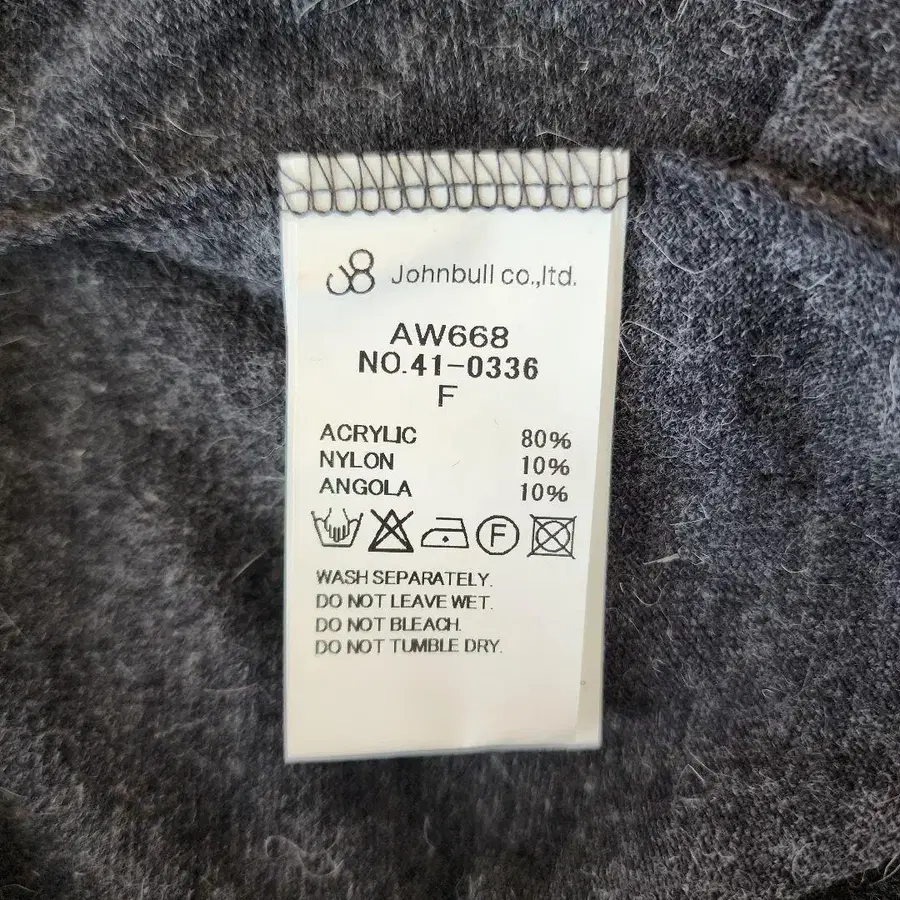 Johnbull co.,ltd.
AW668
NO.41-0336
F
ACRYLIC 80%
NYLON 10%
ANGOLA 10%
F
WASH SEPARATELY.
DO NOT LEAVE WET.
DO NOT BLEACH.
DO NOT TUMBLE DRY.